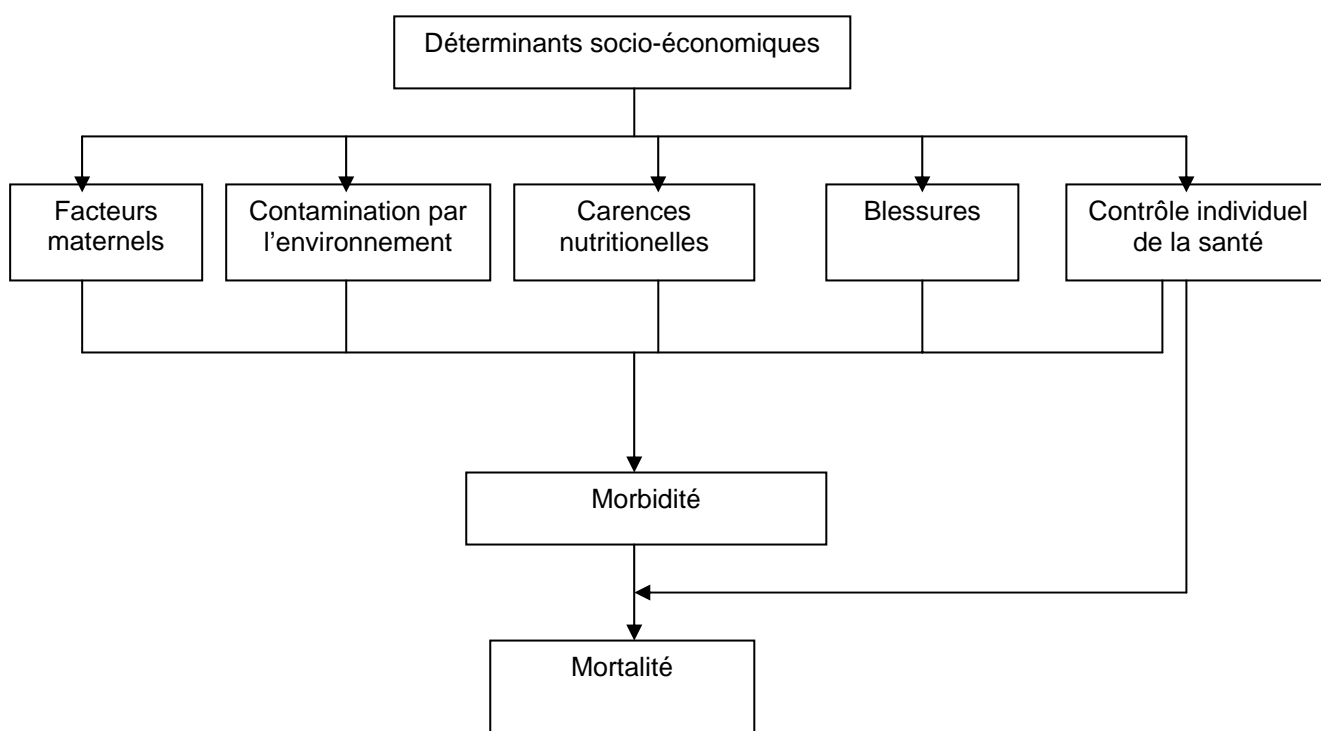 Déterminants socio-économiques
Facteurs
maternels
Contamination par
l'environnement
Carences
nutritionelles
Blessures
Contrôle individuel
de la santé
Morbidité
Mortalité